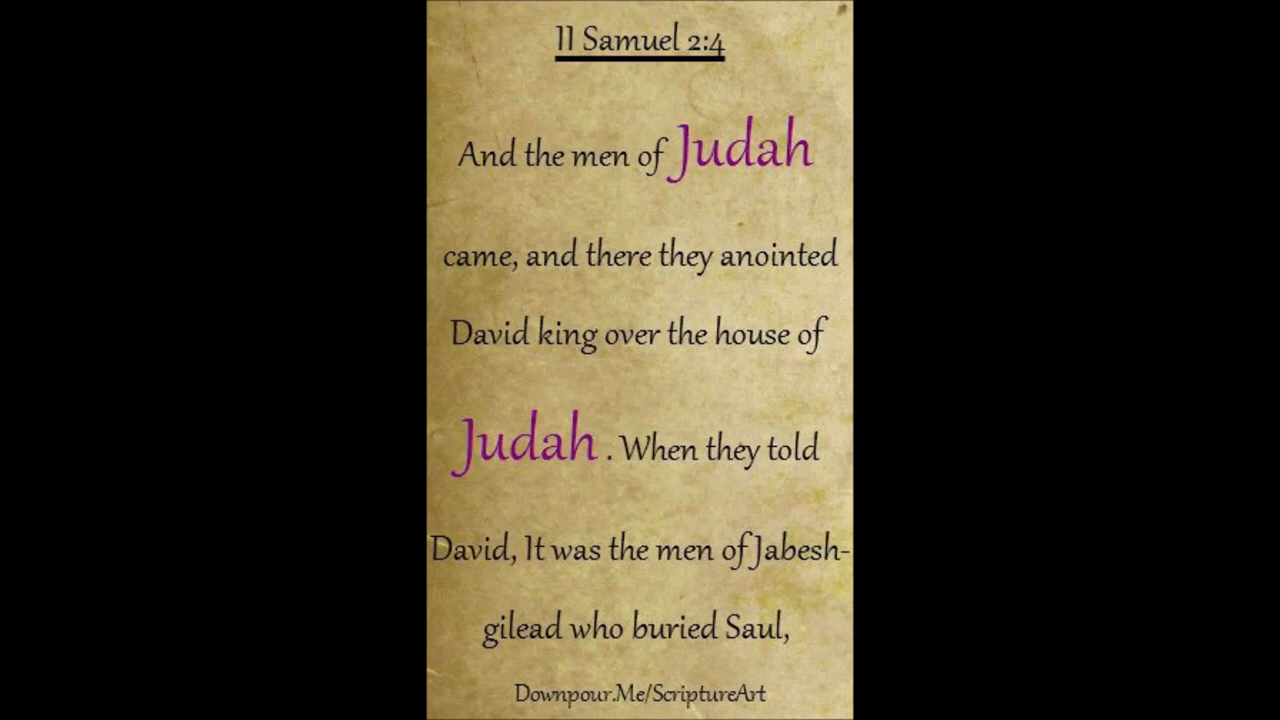 II Samuel 2:4
And the men of Judah
came, and there they anointed
David king over the house of
Judah . When they told
David, It was the men of Jabesh-
gilead who buried Saul,
Downpour.Me/ScriptureArt